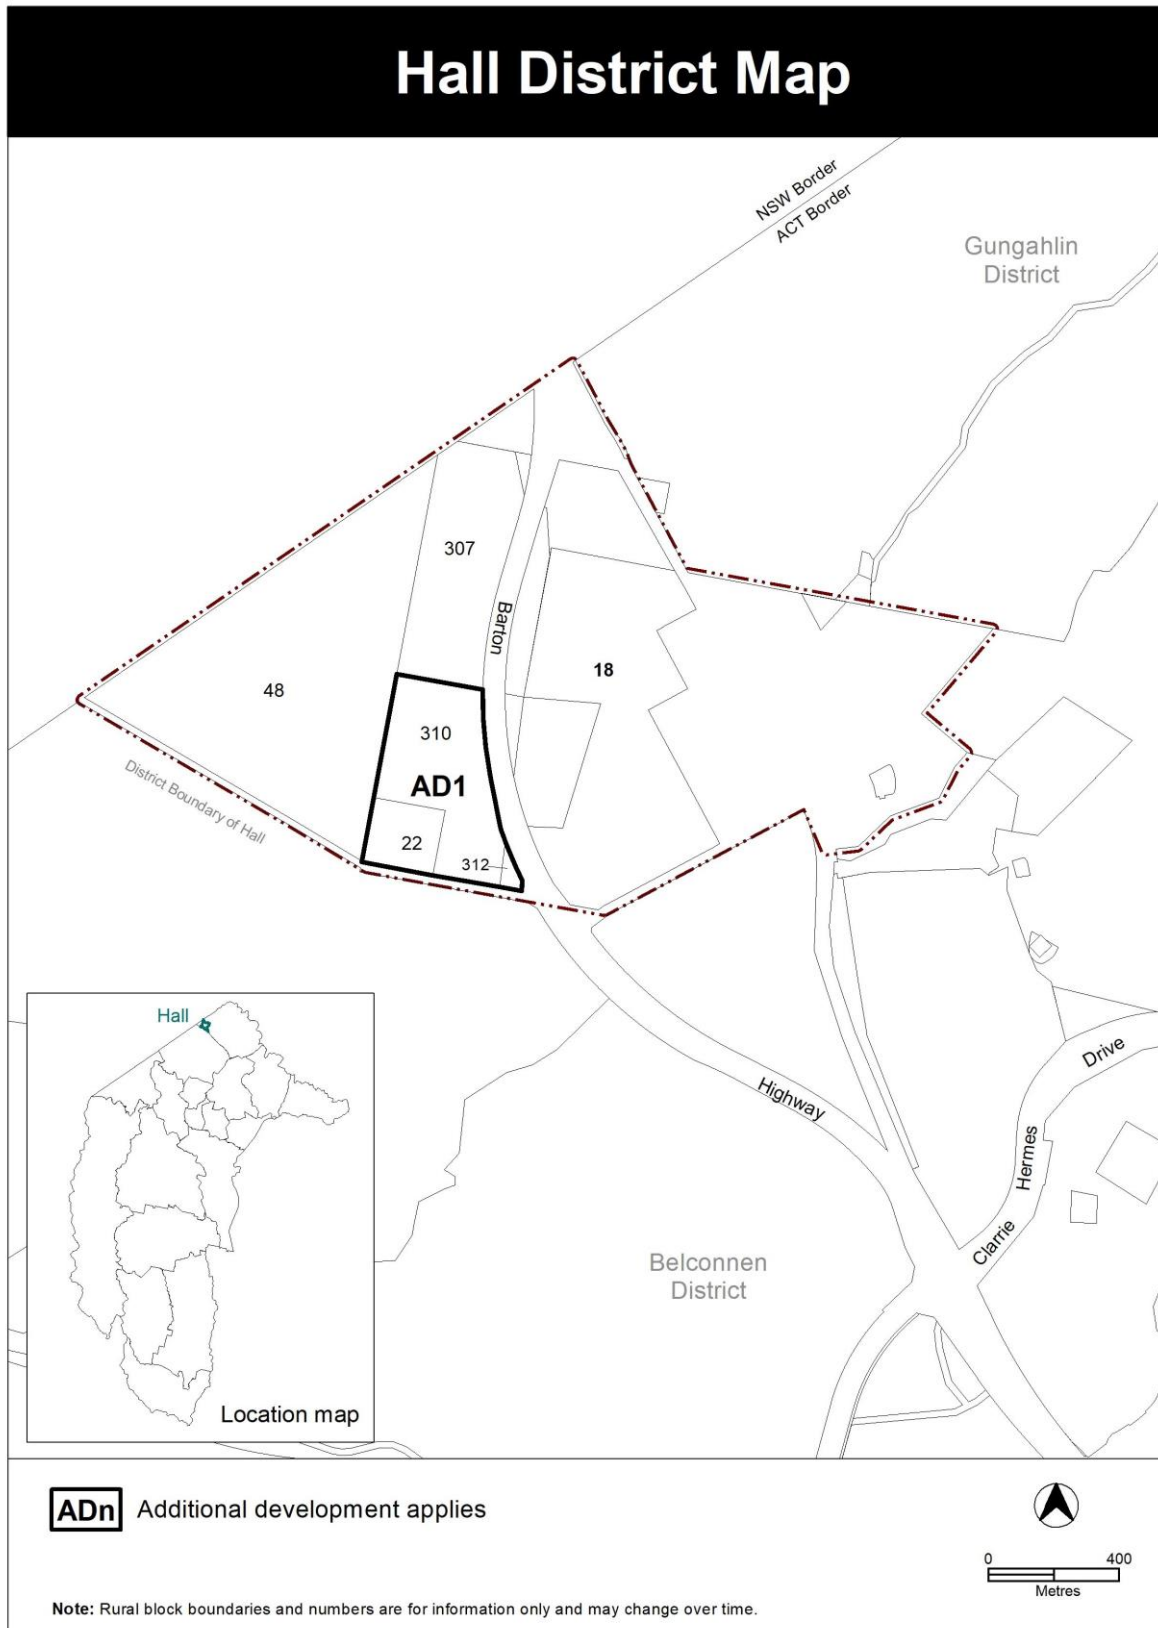 Hall District Map
NSW Border
ACT Border
Gungahlin
District
307
Barton
18
48
310
AD1
District Boundary of Hall
22
312
Hall
Highway
Drive
Hermes
Clarrie
Belconnen
District
Location map
ADn Additional development applies
0 400
Metres
Note: Rural block boundaries and numbers are for information only and may change over time.